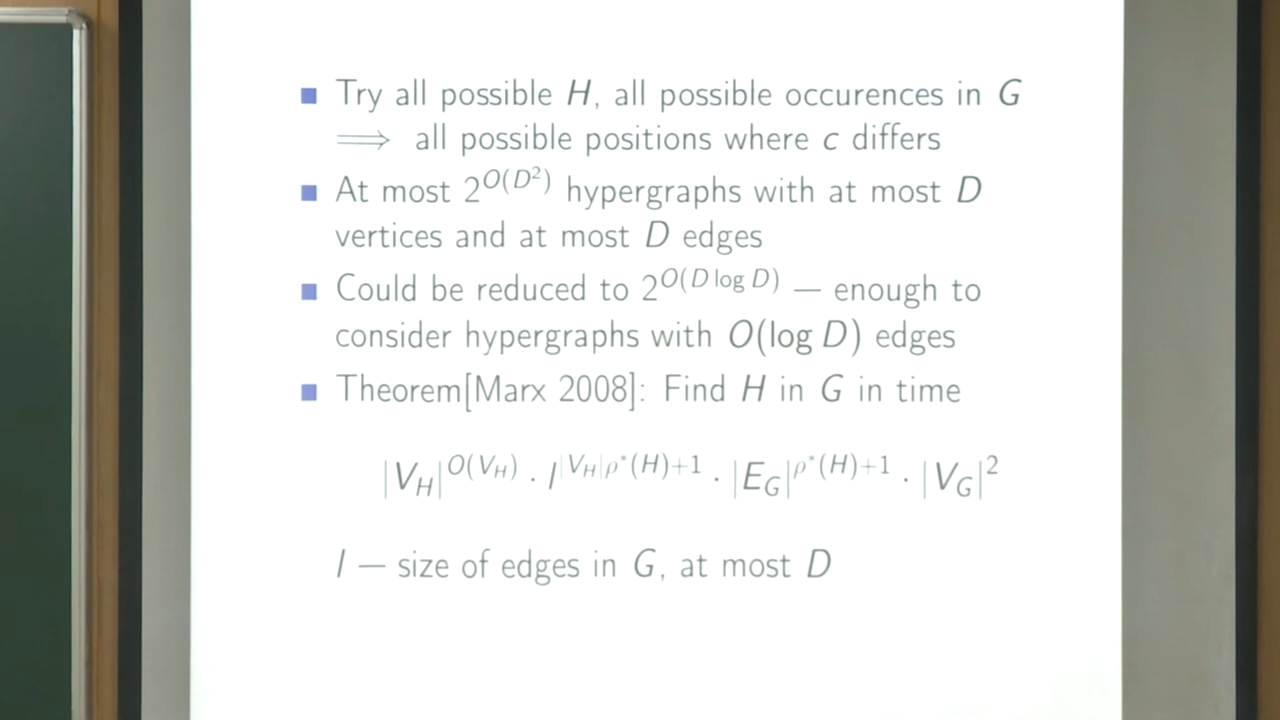 Try all possible H, all possible occurences in G
⟹ all possible positions where c differs
At most 2^{O(D^2)} hypergraphs with at most D
vertices and at most D edges
Could be reduced to 2^{O(D log D)} — enough to
consider hypergraphs with O(log D) edges
Theorem[Marx 2008]: Find H in G in time
|V_H|^{O(V_H)} · l^{|V_H|ρ*(H)+1} · |E_G|^{ρ*(H)+1} · |V_G|^2
l — size of edges in G, at most D